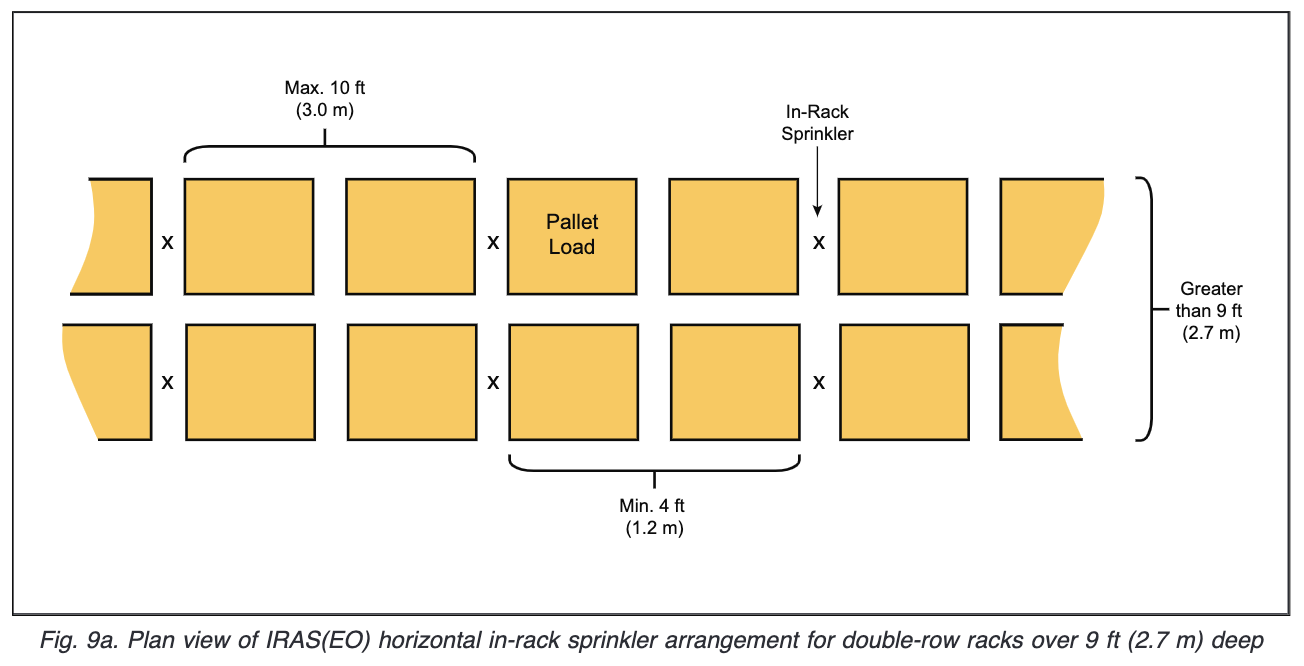 Max. 10 ft
(3.0 m)
In-Rack
Sprinkler
x
x
Pallet
Load
x
Greater
than 9 ft
(2.7 m)
x
x
x
Min. 4 ft
(1.2 m)
Fig. 9a. Plan view of IRAS(EO) horizontal in-rack sprinkler arrangement for double-row racks over 9 ft (2.7 m) deep